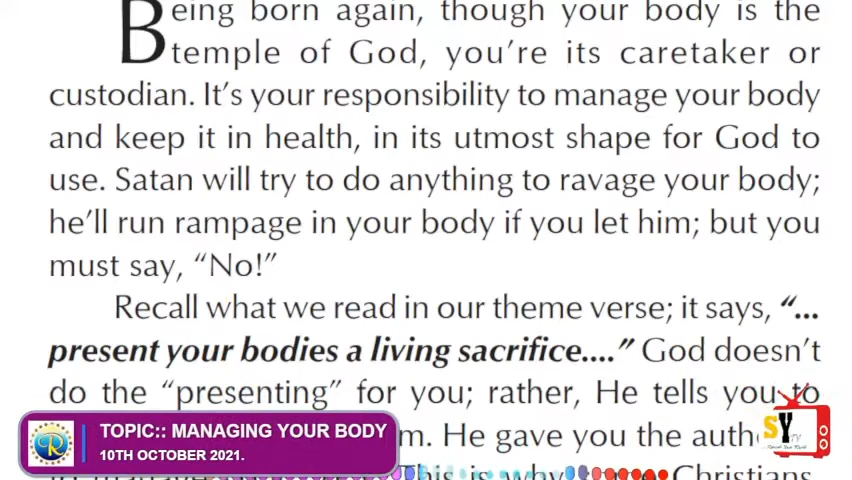 Being born again, though your body is the
temple of God, you're its caretaker or
custodian. It's your responsibility to manage your body
and keep it in health, in its utmost shape for God to
use. Satan will try to do anything to ravage your body;
he'll run rampage in your body if you let him; but you
must say, “No!”
Recall what we read in our theme verse; it says, “...
present your bodies a living sacrifice....” God doesn't
do the “presenting” for you; rather, He tells you to
m. He gave you the auth
This is why Christians,
R
TOPIC:: MANAGING YOUR BODY
10TH OCTOBER 2021.
SY
TV